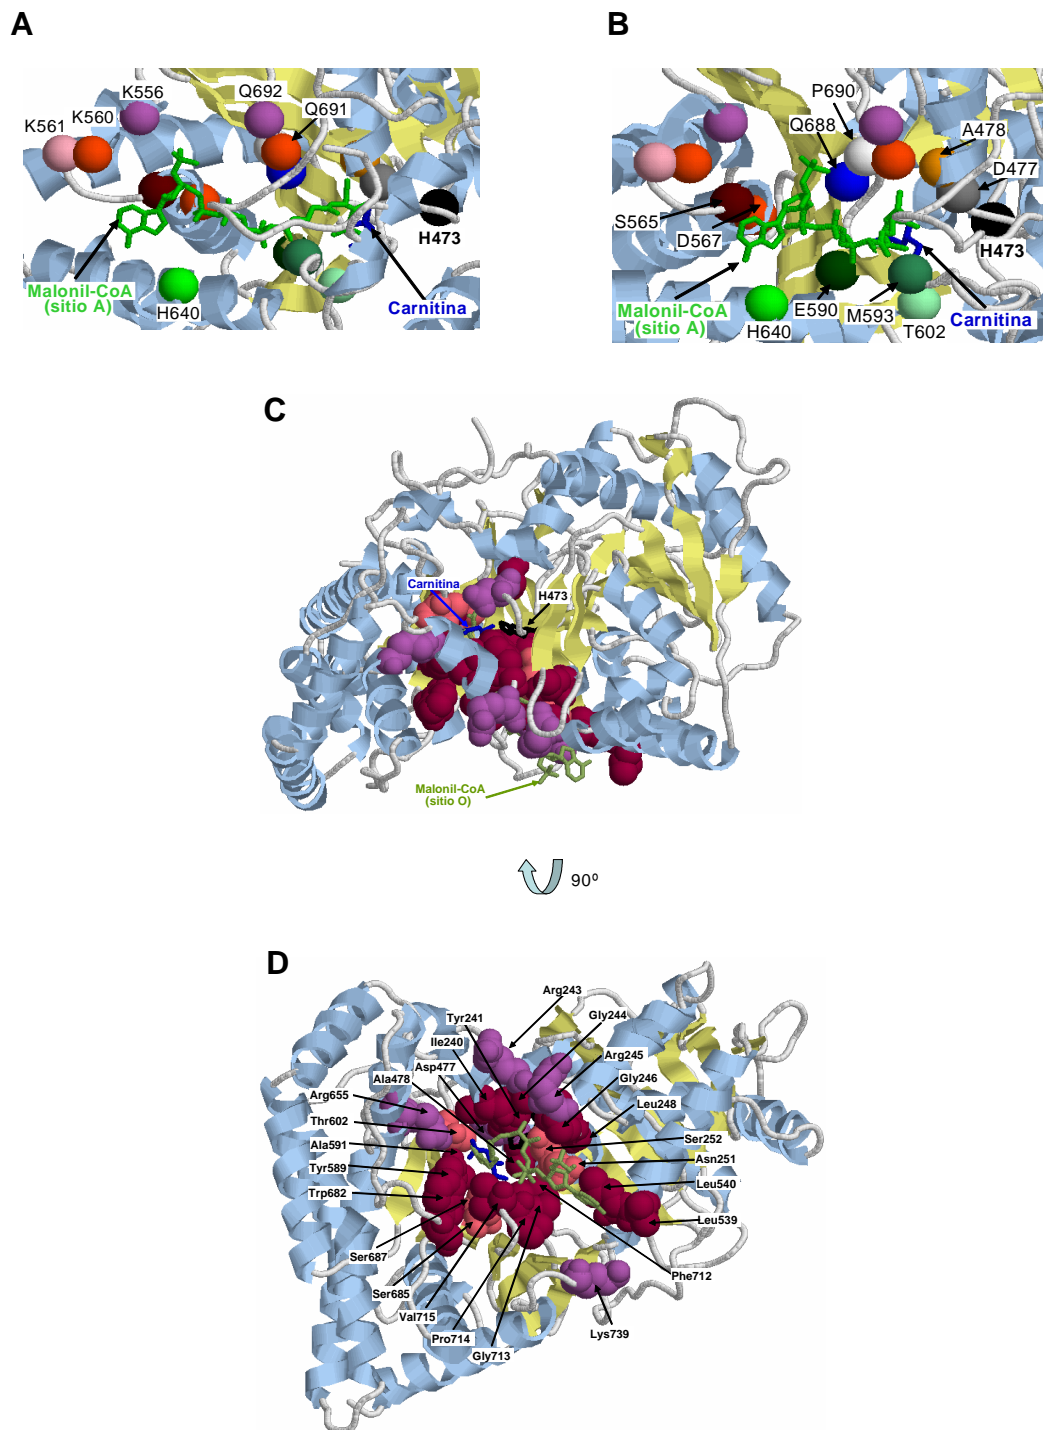 A
K556
Q692
K560
Q691
K561
H473
Malonil-CoA
(sitio A)
H640
Carnitina
B
P690
Q688
A478
D477
S565
D567
H473
Malonil-CoA
(sitio A)
E590
M593
Carnitina
H640
T602
C
Carnitina
H473
Malonil-CoA
(sitio O)
90º
D
Arg243
Tyr241
Gly244
Ile240
Arg245
Asp477
Ala478
Gly246
Arg655
Leu248
Thr602
Ser252
Ala591
Asn251
Tyr589
Leu540
Trp682
Leu539
Ser687
Phe712
Ser685
Val715
Lys739
Pro714
Gly713